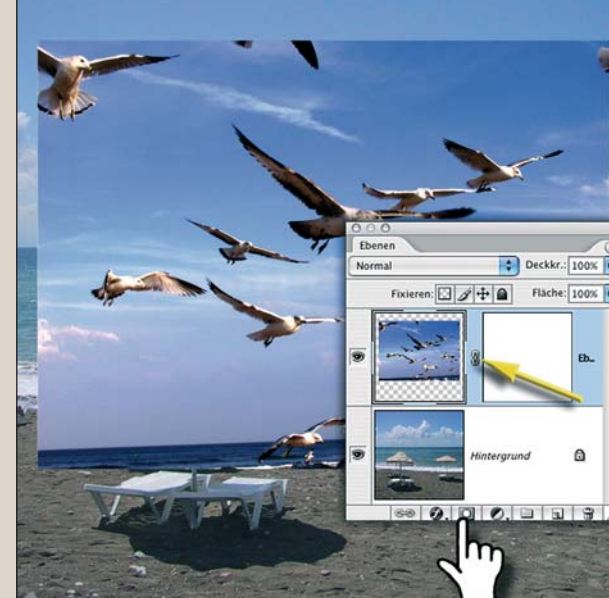 Ebenen
Normal Deckkr.: 100%
Fixieren: Fläche: 100%
Eb...
Hintergrund